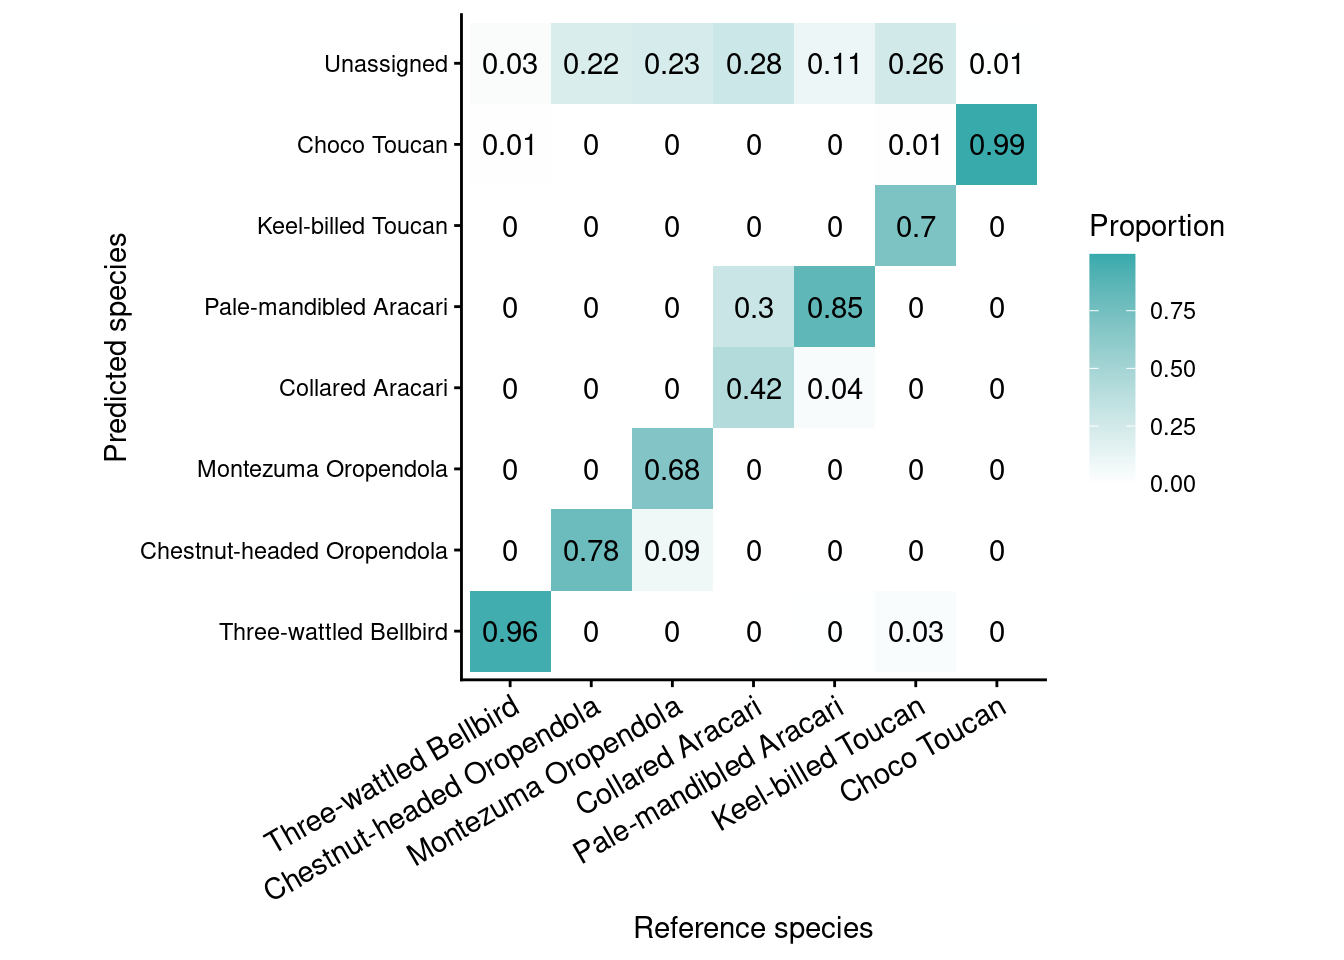 Unassigned 0.03 0.22 0.23 0.28 0.11 0.26 0.01
Choco Toucan 0.01 0 0 0 0 0.01 0.99
Keel-billed Toucan 0 0 0 0 0 0.7 0
Pale-mandibled Aracari 0 0 0 0.3 0.85 0 0
Collared Aracari 0 0 0 0.42 0.04 0 0
Montezuma Oropendola 0 0 0.68 0 0 0 0
Chestnut-headed Oropendola 0 0.78 0.09 0 0 0 0
Three-wattled Bellbird 0.96 0 0 0 0 0.03 0
Predicted species
Three-wattled Bellbird
Chestnut-headed Oropendola
Montezuma Oropendola
Collared Aracari
Pale-mandibled Aracari
Keel-billed Toucan
Choco Toucan
Reference species
Proportion
0.75
0.50
0.25
0.00